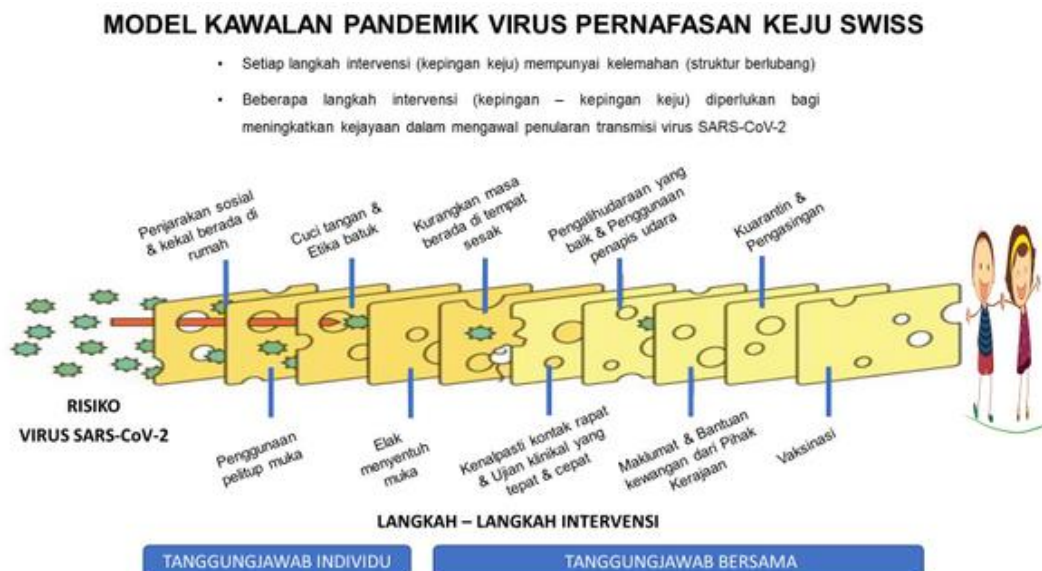 MODEL KAWALAN PANDEMIK VIRUS PERNAFASAN KEJU SWISS
• Setiap langkah intervensi (kepingan keju) mempunyai kelemahan (struktur berlubang)
• Beberapa langkah intervensi (kepingan – kepingan keju) diperlukan bagi
meningkatkan kejayaan dalam mengawal penularan transmisi virus SARS-CoV-2
Penjarakan sosial
& kekal berada di
rumah
Cuci tangan &
Etika batuk
Kurangkan masa
berada di tempat
sesak
Pengalihudaraan yang
baik & Penggunaan
penapis udara
Kuarantin &
Pengasingan
RISIKO
VIRUS SARS-CoV-2
Penggunaan
pelitup muka
Elak
menyentuh
muka
Kenalpasti kontak rapat
& Ujian klinikal yang
tepat & cepat
Maklumat & Bantuan
kewangan dari Pihak
Kerajaan
Vaksinasi
LANGKAH – LANGKAH INTERVENSI
TANGGUNGJAWAB INDIVIDU
TANGGUNGJAWAB BERSAMA